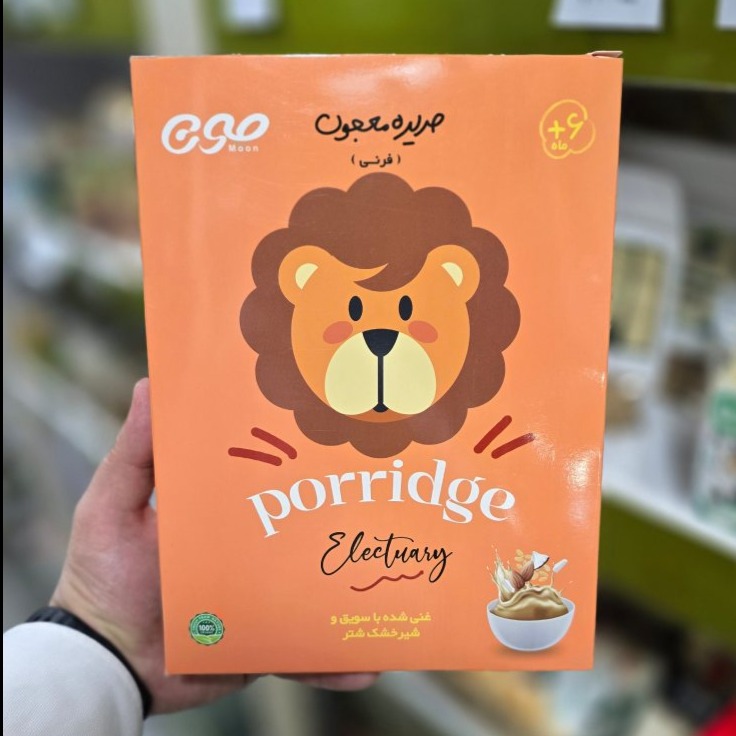 مون
Moon
حریره معجون
( فرنی )
+۶
ماه
porridge
Electuary
غنی شده با سویق و
شیرخشک شتر
100%